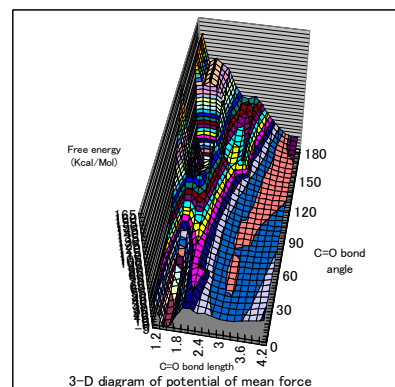 Free energy
(Kcal/Mol)
165
180
150
120
90
60
30
0
C=O bond
angle
1.2
1.8
2.4
3
3.6
4.2
C=O bond length
3-D diagram of potential of mean force